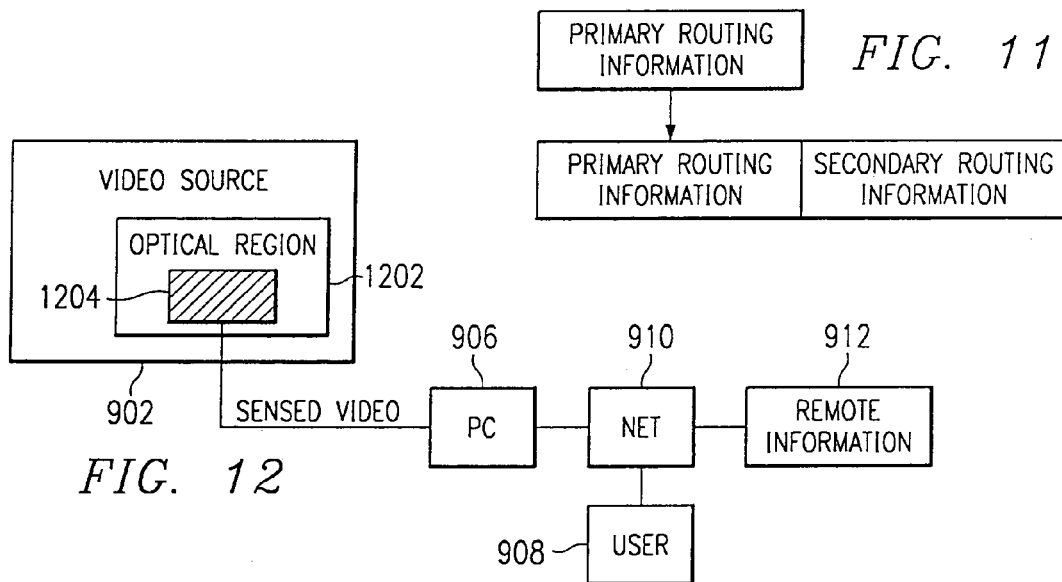 PRIMARY ROUTING
INFORMATION
FIG. 11
PRIMARY ROUTING
INFORMATION
SECONDARY ROUTING
INFORMATION
VIDEO SOURCE
OPTICAL REGION
1204
1202
902
SENSED VIDEO
906
PC
910
NET
912
REMOTE
INFORMATION
FIG. 12
908
USER